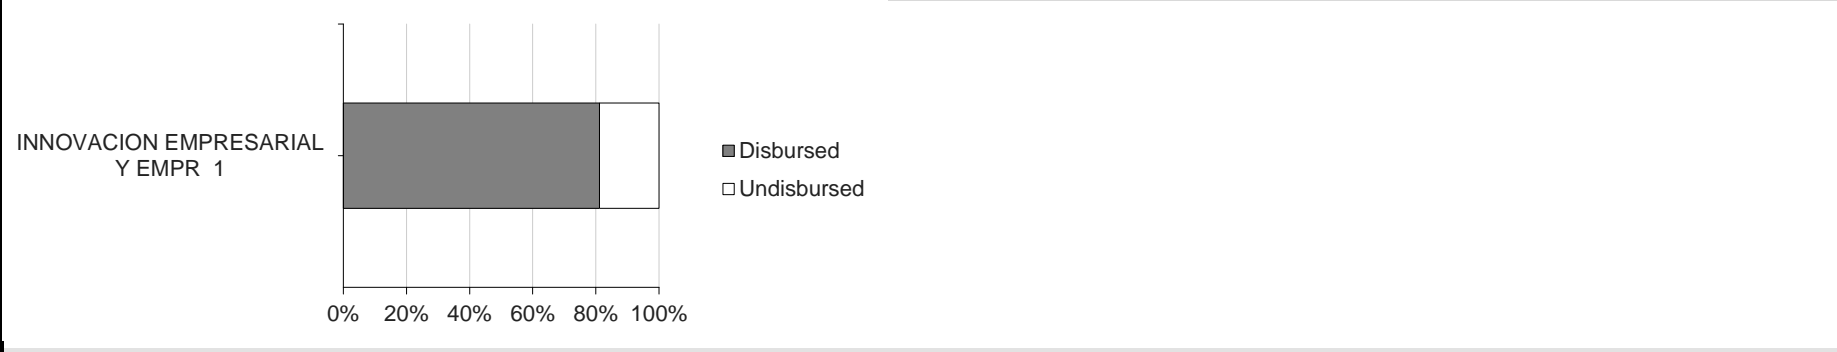 INNOVACION EMPRESARIAL
Y EMPR  1
Disbursed
Undisbursed
0% 20% 40% 60% 80% 100%